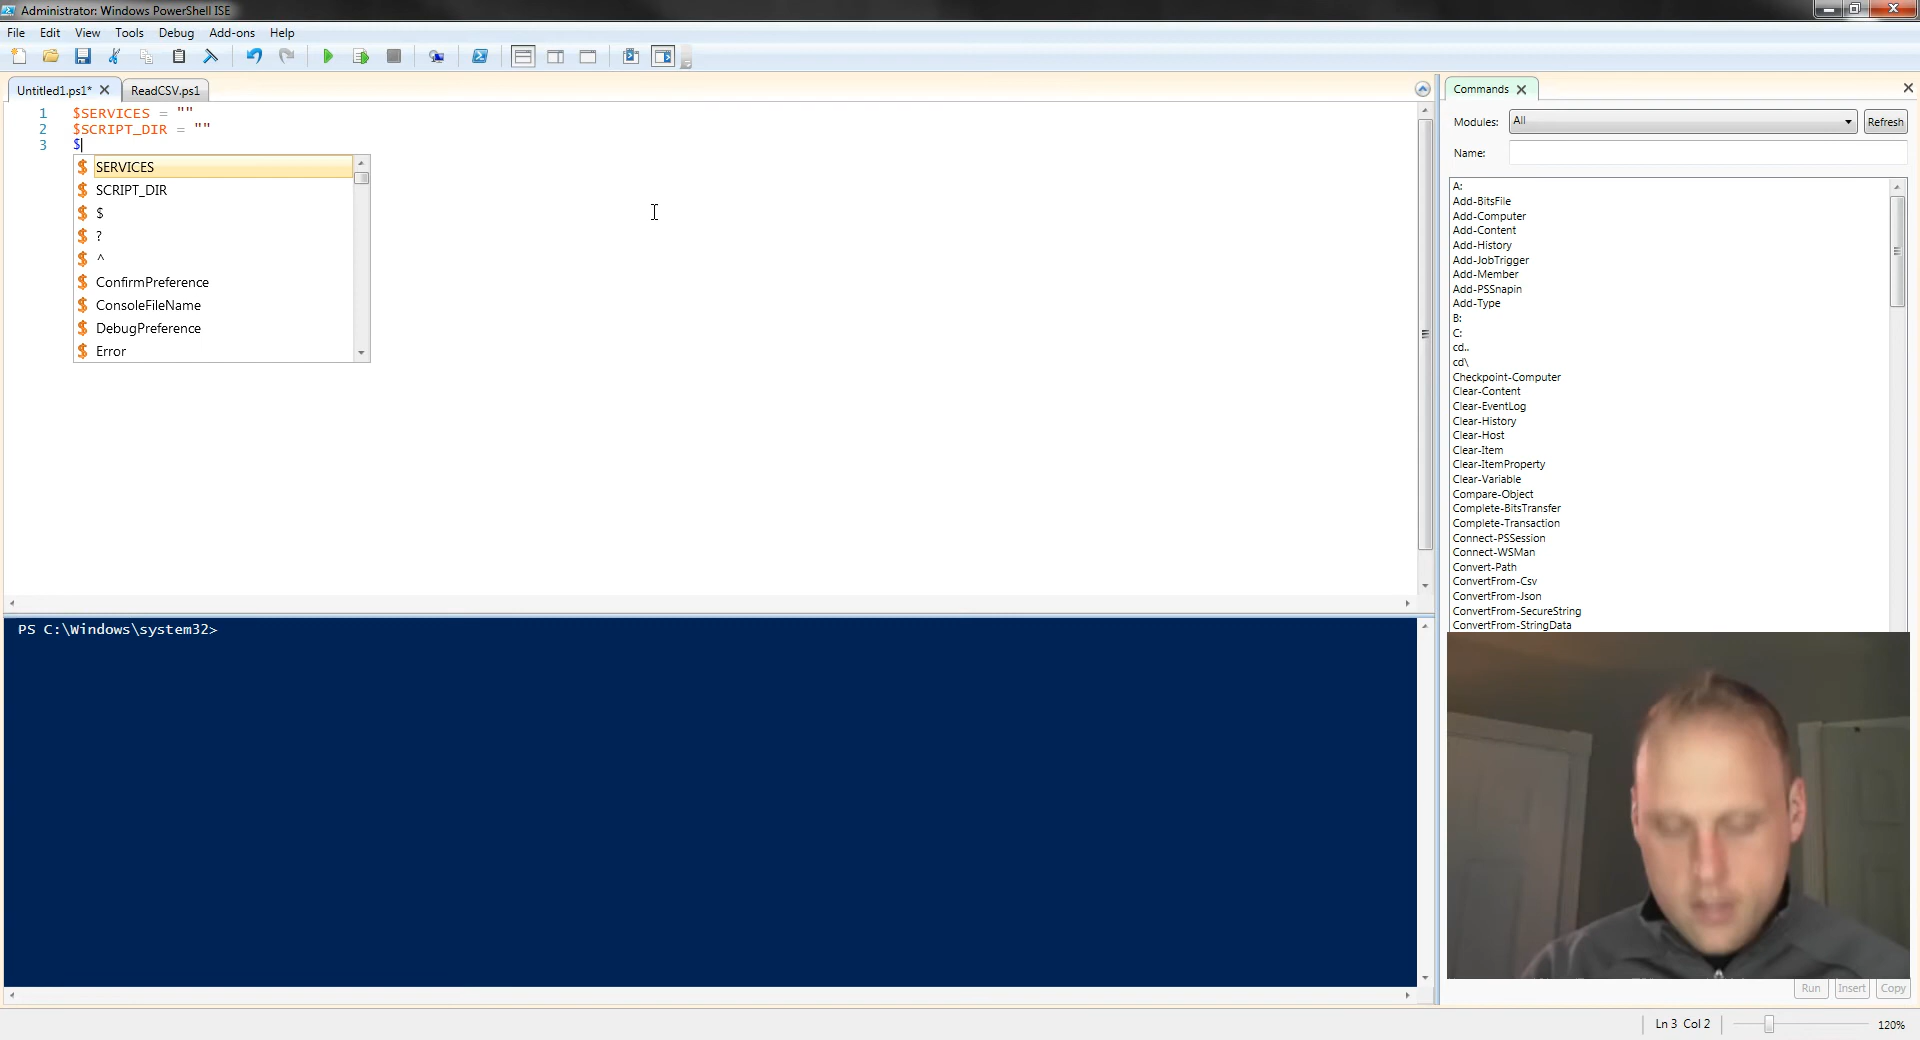 Administrator: Windows PowerShell ISE
File Edit View Tools Debug Add-ons Help
Untitled1.ps1* ReadCSV.ps1
1 $SERVICES = ""
2 $SCRIPT_DIR = ""
3 $
$ SERVICES
$ SCRIPT_DIR
$ $
$ ?
$ ^
$ ConfirmPreference
$ ConsoleFileName
$ DebugPreference
$ Error
PS C:\Windows\system32>
Commands
Modules: All Refresh
Name:
A:
Add-BitsFile
Add-Computer
Add-Content
Add-History
Add-JobTrigger
Add-Member
Add-PSSnapin
Add-Type
B:
C:
cd..
cd\
Checkpoint-Computer
Clear-Content
Clear-EventLog
Clear-History
Clear-Host
Clear-Item
Clear-ItemProperty
Clear-Variable
Compare-Object
Complete-BitsTransfer
Complete-Transaction
Connect-PSSession
Connect-WSMan
Convert-Path
ConvertFrom-Csv
ConvertFrom-Json
ConvertFrom-SecureString
ConvertFrom-StringData
Run Insert Copy
Ln 3 Col 2 120%